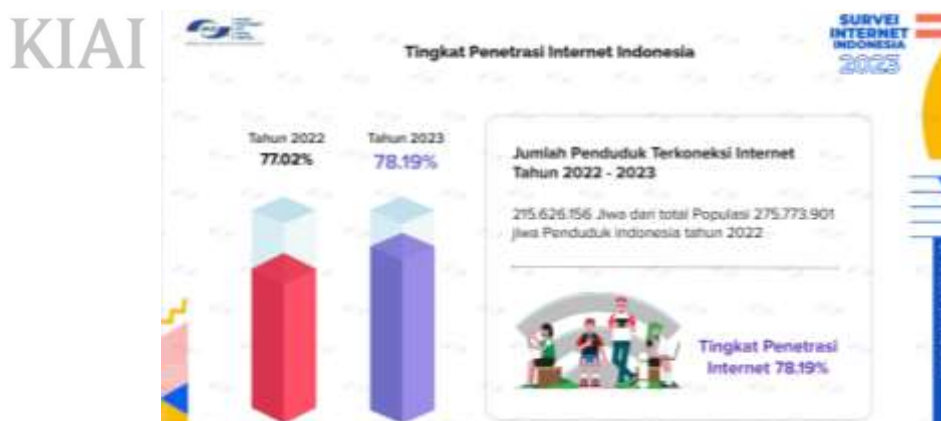 KIAI
SURVEI
INTERNET
INDONESIA
2023
Tingkat Penetrasi Internet Indonesia
Tahun 2022
77.02%
Tahun 2023
78.19%
Jumlah Penduduk Terkoneksi Internet
Tahun 2022 - 2023
215.626.156 Jiwa dari total Populasi 275.773.901
jiwa Penduduk Indonesia tahun 2022
Tingkat Penetrasi
Internet 78.19%